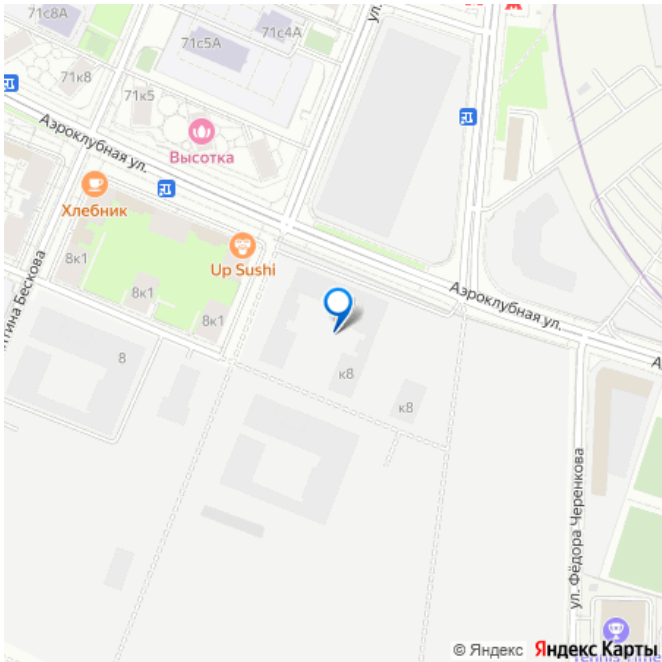 71с4А
71с5А
71с8А
71к8
71к5
Аэроклубная ул.
Высотка
Хлебник
8к1
Up Sushi
8к1
8к1
Аэроклубная ул.
8
к8
к8
ул. Фёдора Черенкова
© Яндекс Яндекс Карты